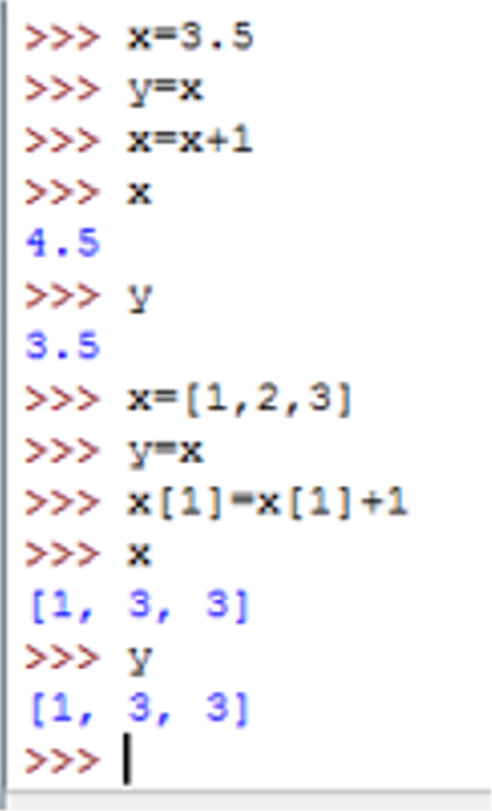 >>> x=3.5
>>> y=x
>>> x=x+1
>>> x
4.5
>>> y
3.5
>>> x=[1,2,3]
>>> y=x
>>> x[1]=x[1]+1
>>> x
[1, 3, 3]
>>> y
[1, 3, 3]
>>>